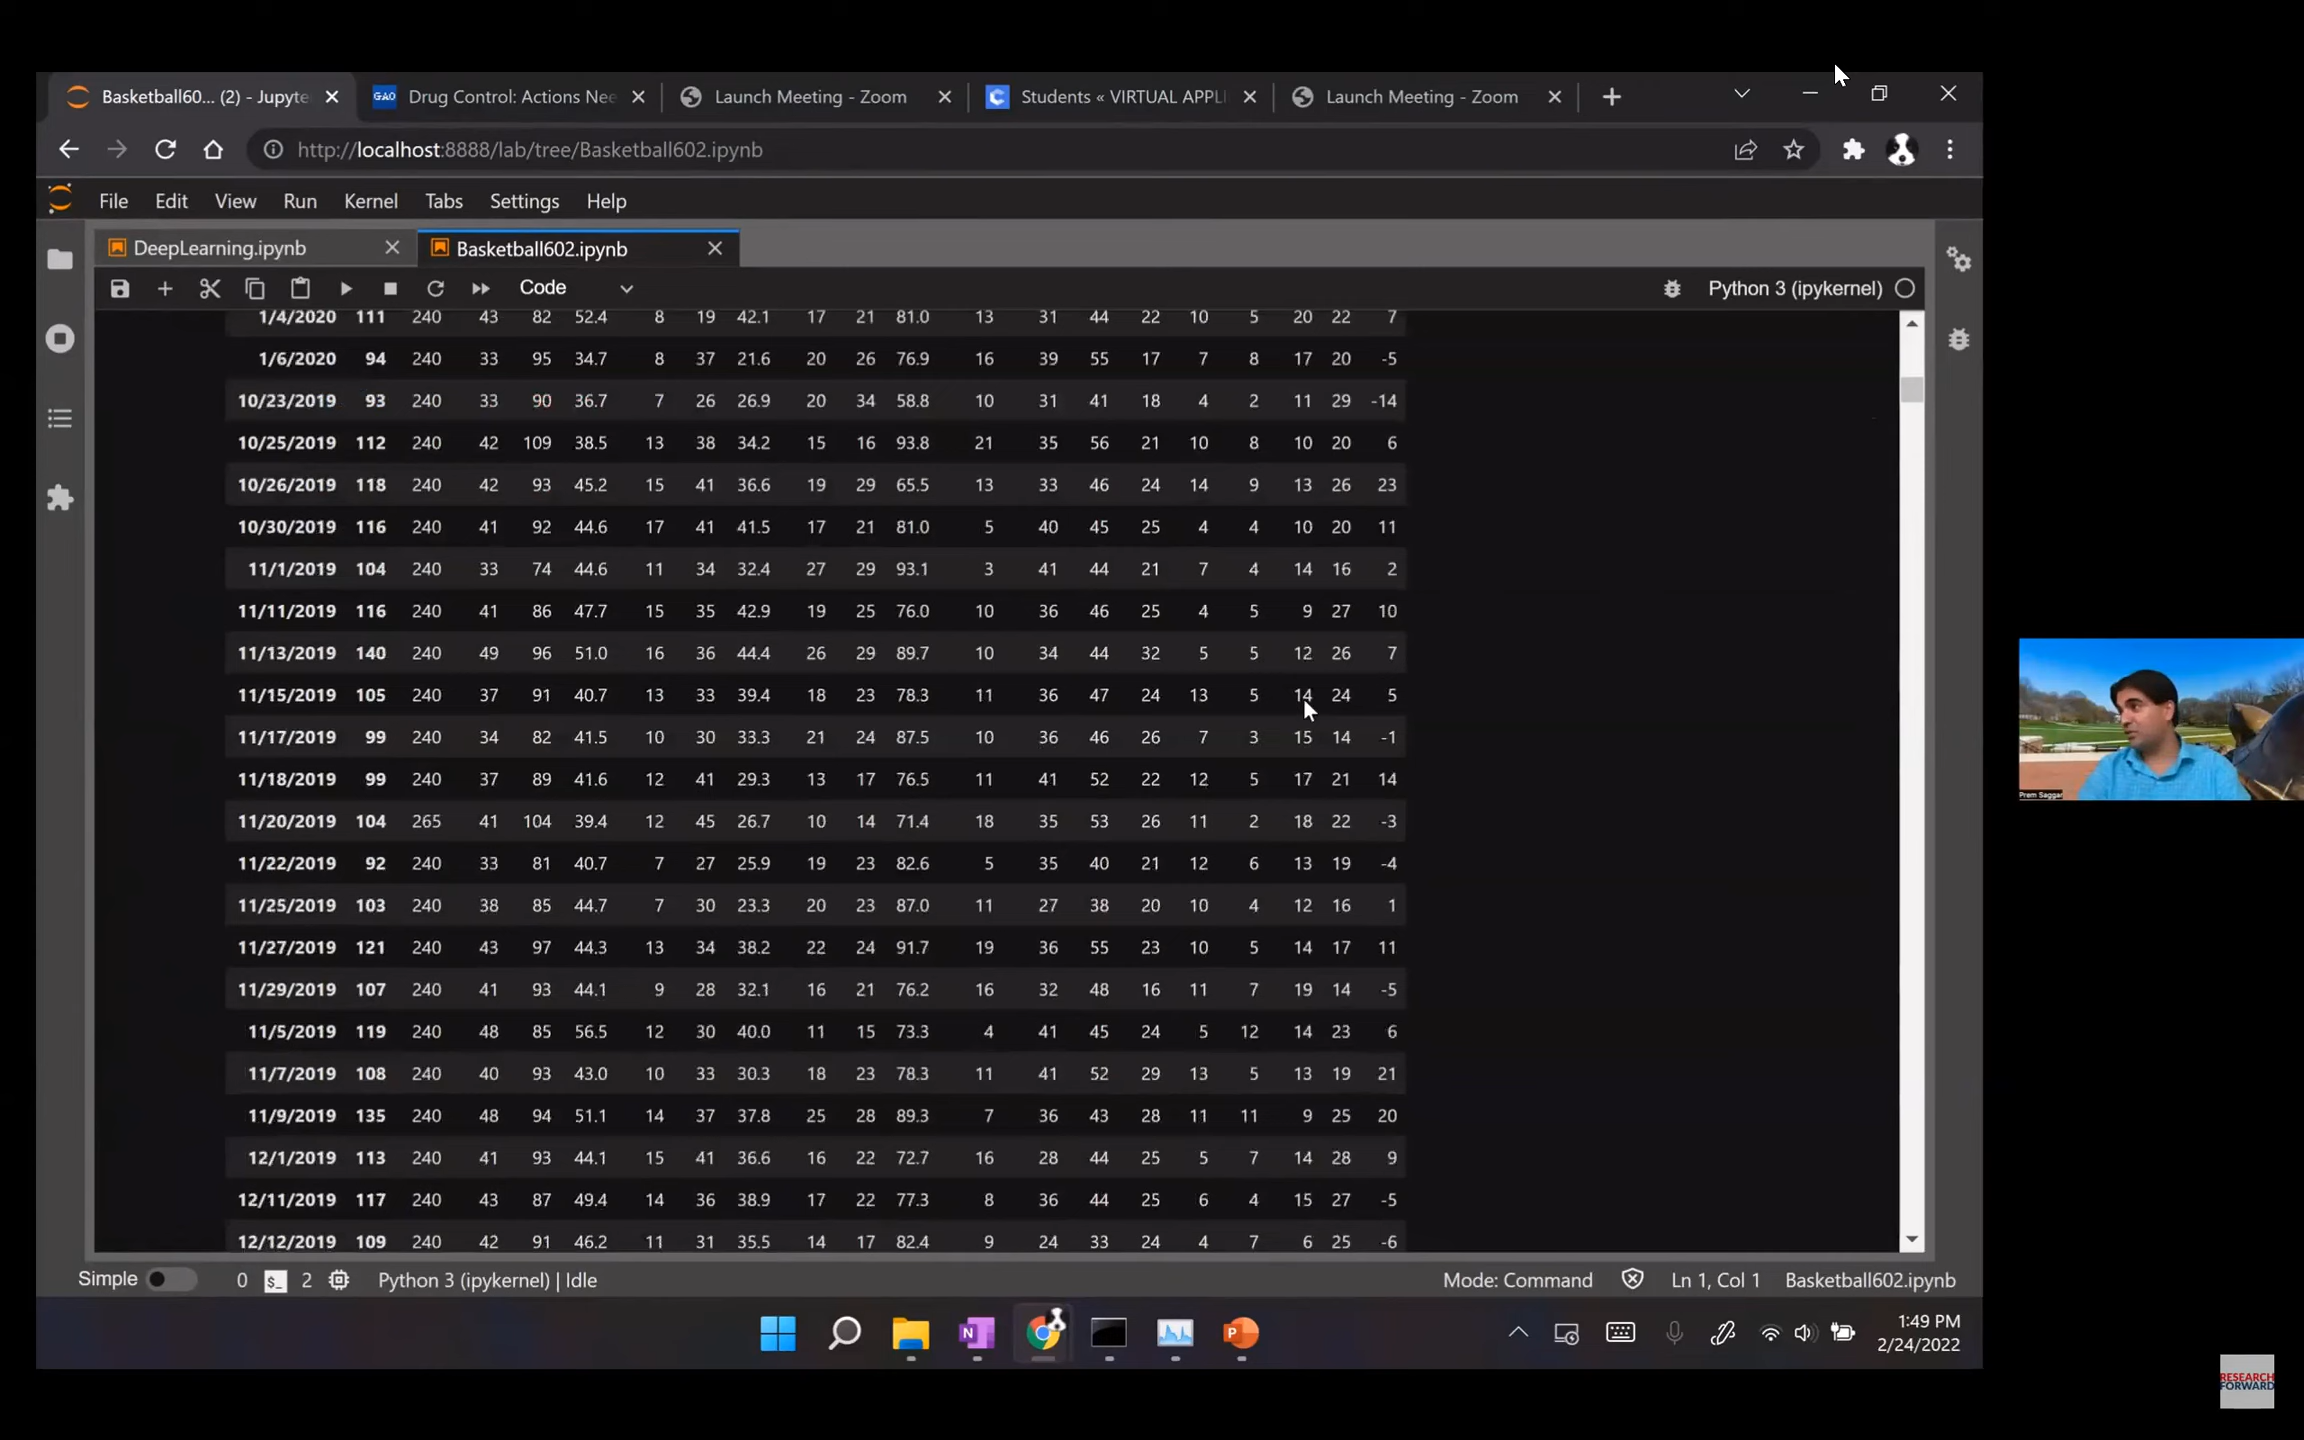 Basketball60... (2) - Jupyte
GAO Drug Control: Actions Nee
Launch Meeting - Zoom
Students « VIRTUAL APPLI
Launch Meeting - Zoom
http://localhost:8888/lab/tree/Basketball602.ipynb
File Edit View Run Kernel Tabs Settings Help
DeepLearning.ipynb
Basketball602.ipynb
Code
Python 3 (ipykernel)
1/4/2020 111 240 43 82 52.4 8 19 42.1 17 21 81.0 13 31 44 22 10 5 20 22 7
1/6/2020 94 240 33 95 34.7 8 37 21.6 20 26 76.9 16 39 55 17 7 8 17 20 -5
10/23/2019 93 240 33 90 36.7 7 26 26.9 20 34 58.8 10 31 41 18 4 2 11 29 -14
10/25/2019 112 240 42 109 38.5 13 38 34.2 15 16 93.8 21 35 56 21 10 8 10 20 6
10/26/2019 118 240 42 93 45.2 15 41 36.6 19 29 65.5 13 33 46 24 14 9 13 26 23
10/30/2019 116 240 41 92 44.6 17 41 41.5 17 21 81.0 5 40 45 25 4 4 10 20 11
11/1/2019 104 240 33 74 44.6 11 34 32.4 27 29 93.1 3 41 44 21 7 4 14 16 2
11/11/2019 116 240 41 86 47.7 15 35 42.9 19 25 76.0 10 36 46 25 4 5 9 27 10
11/13/2019 140 240 49 96 51.0 16 36 44.4 26 29 89.7 10 34 44 32 5 5 12 26 7
11/15/2019 105 240 37 91 40.7 13 33 39.4 18 23 78.3 11 36 47 24 13 5 14 24 5
11/17/2019 99 240 34 82 41.5 10 30 33.3 21 24 87.5 10 36 46 26 7 3 15 14 -1
11/18/2019 99 240 37 89 41.6 12 41 29.3 13 17 76.5 11 41 52 22 12 5 17 21 14
11/20/2019 104 265 41 104 39.4 12 45 26.7 10 14 71.4 18 35 53 26 11 2 18 22 -3
11/22/2019 92 240 33 81 40.7 7 27 25.9 19 23 82.6 5 35 40 21 12 6 13 19 -4
11/25/2019 103 240 38 85 44.7 7 30 23.3 20 23 87.0 11 27 38 20 10 4 12 16 1
11/27/2019 121 240 43 97 44.3 13 34 38.2 22 24 91.7 19 36 55 23 10 5 14 17 11
11/29/2019 107 240 41 93 44.1 9 28 32.1 16 21 76.2 16 32 48 16 11 7 19 14 -5
11/5/2019 119 240 48 85 56.5 12 30 40.0 11 15 73.3 4 41 45 24 5 12 14 23 6
11/7/2019 108 240 40 93 43.0 10 33 30.3 18 23 78.3 11 41 52 29 13 5 13 19 21
11/9/2019 135 240 48 94 51.1 14 37 37.8 25 28 89.3 7 36 43 28 11 11 9 25 20
12/1/2019 113 240 41 93 44.1 15 41 36.6 16 22 72.7 16 28 44 25 5 7 14 28 9
12/11/2019 117 240 43 87 49.4 14 36 38.9 17 22 77.3 8 36 44 25 6 4 15 27 -5
12/12/2019 109 240 42 91 46.2 11 31 35.5 14 17 82.4 9 24 33 24 4 7 6 25 -6
Prem Saggar
Simple 0 $_ 2 Python 3 (ipykernel) | Idle
Mode: Command Ln 1, Col 1 Basketball602.ipynb
1:49 PM
2/24/2022
RESEARCH
FORWARD